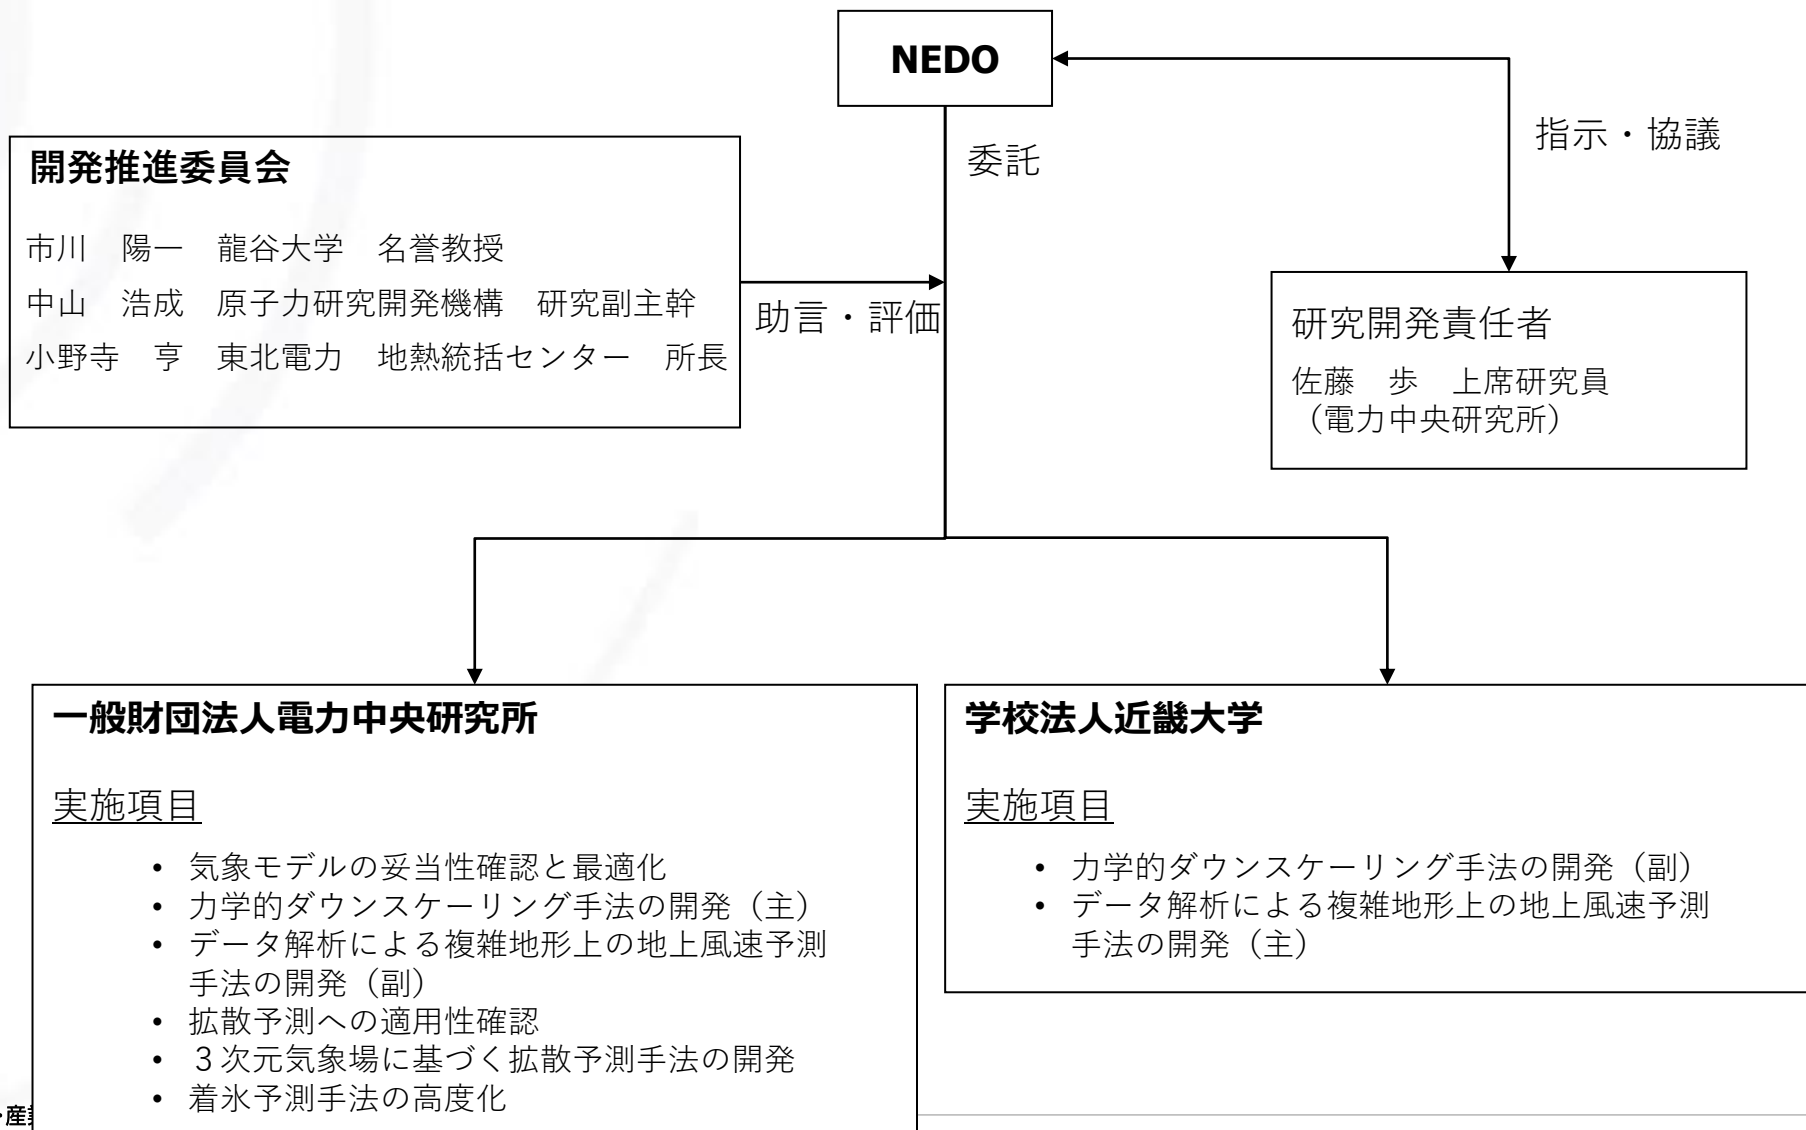 NEDO
指示・協議
委託
開発推進委員会
市川　陽一　龍谷大学　名誉教授
中山　浩成　原子力研究開発機構　研究副主幹
小野寺　亨　東北電力　地熱統括センター　所長
助言・評価
研究開発責任者
佐藤　歩　上席研究員
（電力中央研究所）
一般財団法人電力中央研究所
実施項目
• 気象モデルの妥当性確認と最適化
• 力学的ダウンスケーリング手法の開発（主）
• データ解析による複雑地形上の地上風速予測
手法の開発（副）
• 拡散予測への適用性確認
• ３次元気象場に基づく拡散予測手法の開発
• 着氷予測手法の高度化
学校法人近畿大学
実施項目
• 力学的ダウンスケーリング手法の開発（副）
• データ解析による複雑地形上の地上風速予測
手法の開発（主）
・産